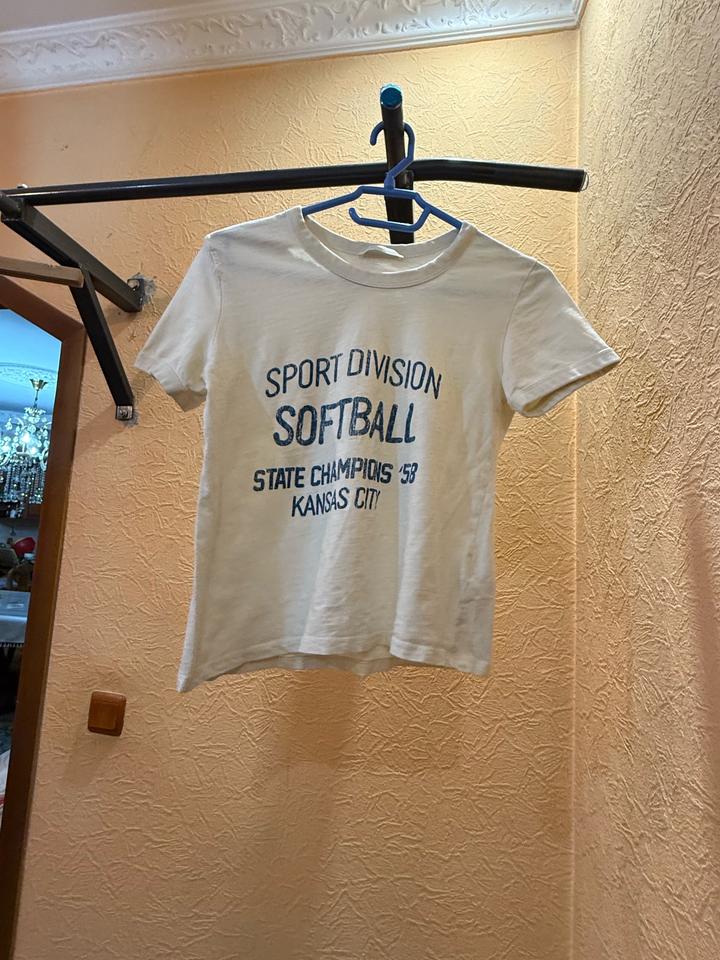 SPORT DIVISION
SOFTBALL
STATE CHAMPIONS '58
KANSAS CITY